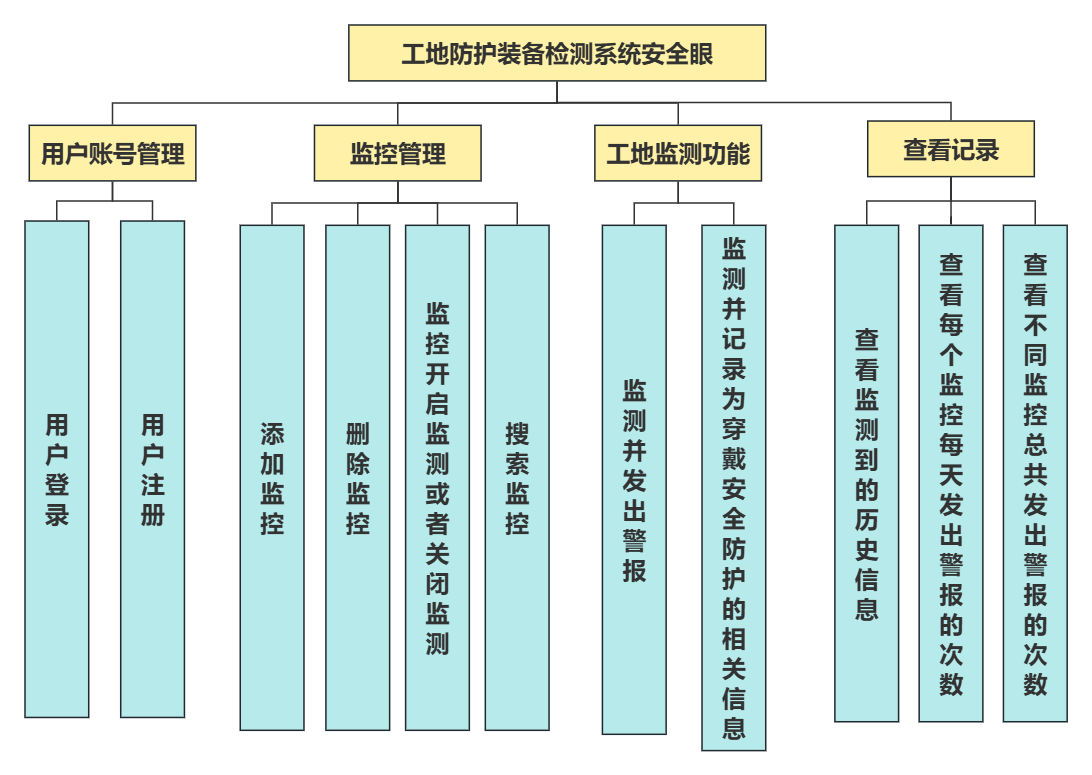 工地防护装备检测系统安全眼
用户账号管理
监控管理
工地监测功能
查看记录
用户登录
用户注册
添加监控
删除监控
监控开启监测或者关闭监测
搜索监控
监测并发出警报
监测并记录为穿戴安全防护的相关信息
查看监测到的历史信息
查看每个监控每天发出警报的次数
查看不同监控总共发出警报的次数